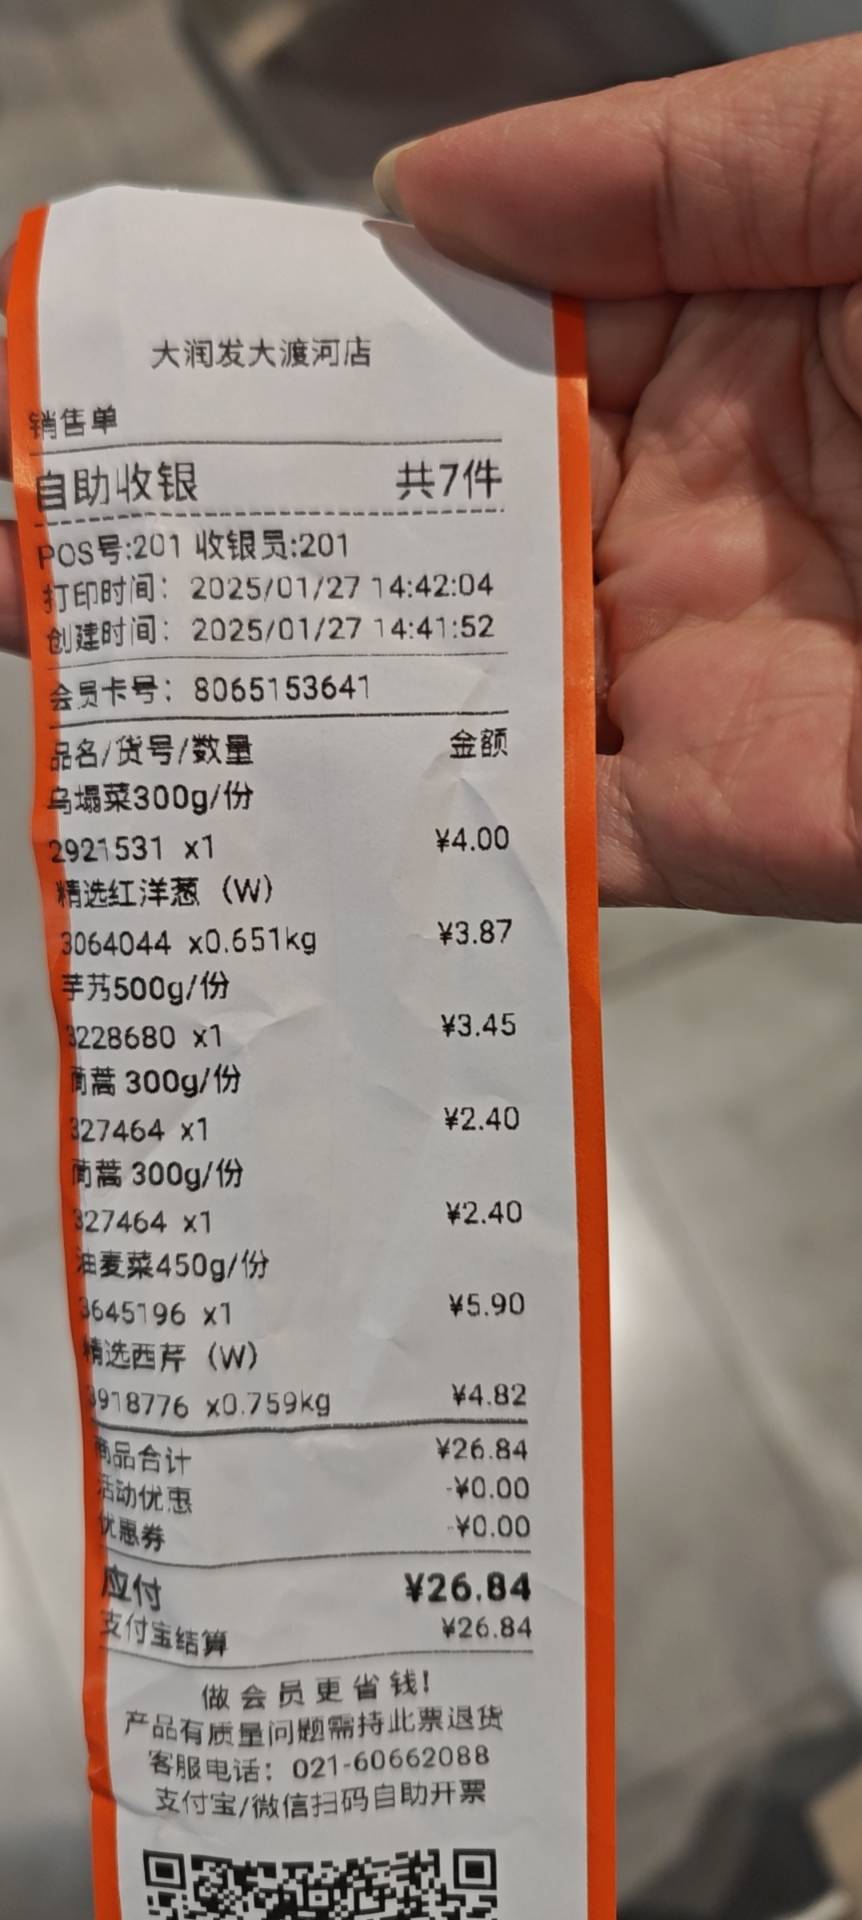 大润发大渡河店
销售单
自助收银 共7件
POS号:201 收银员:201
打印时间： 2025/01/27 14:42:04
创建时间： 2025/01/27 14:41:52
会员卡号： 8065153641
品名/货号/数量 金额
乌塌菜300g/份
2921531 x1 ¥4.00
精选红洋葱（W）
3064044 x0.651kg ¥3.87
芋艿500g/份
3228680 x1 ¥3.45
茼蒿 300g/份
327464 x1 ¥2.40
茼蒿 300g/份
327464 x1 ¥2.40
油麦菜450g/份
3645196 x1 ¥5.90
精选西芹（W）
3918776 x0.759kg ¥4.82
商品合计 ¥26.84
活动优惠 -¥0.00
优惠券 -¥0.00
应付 ¥26.84
支付宝结算 ¥26.84
做会员更省钱!
产品有质量问题需持此票退货
客服电话：021-60662088
支付宝/微信扫码自助开票